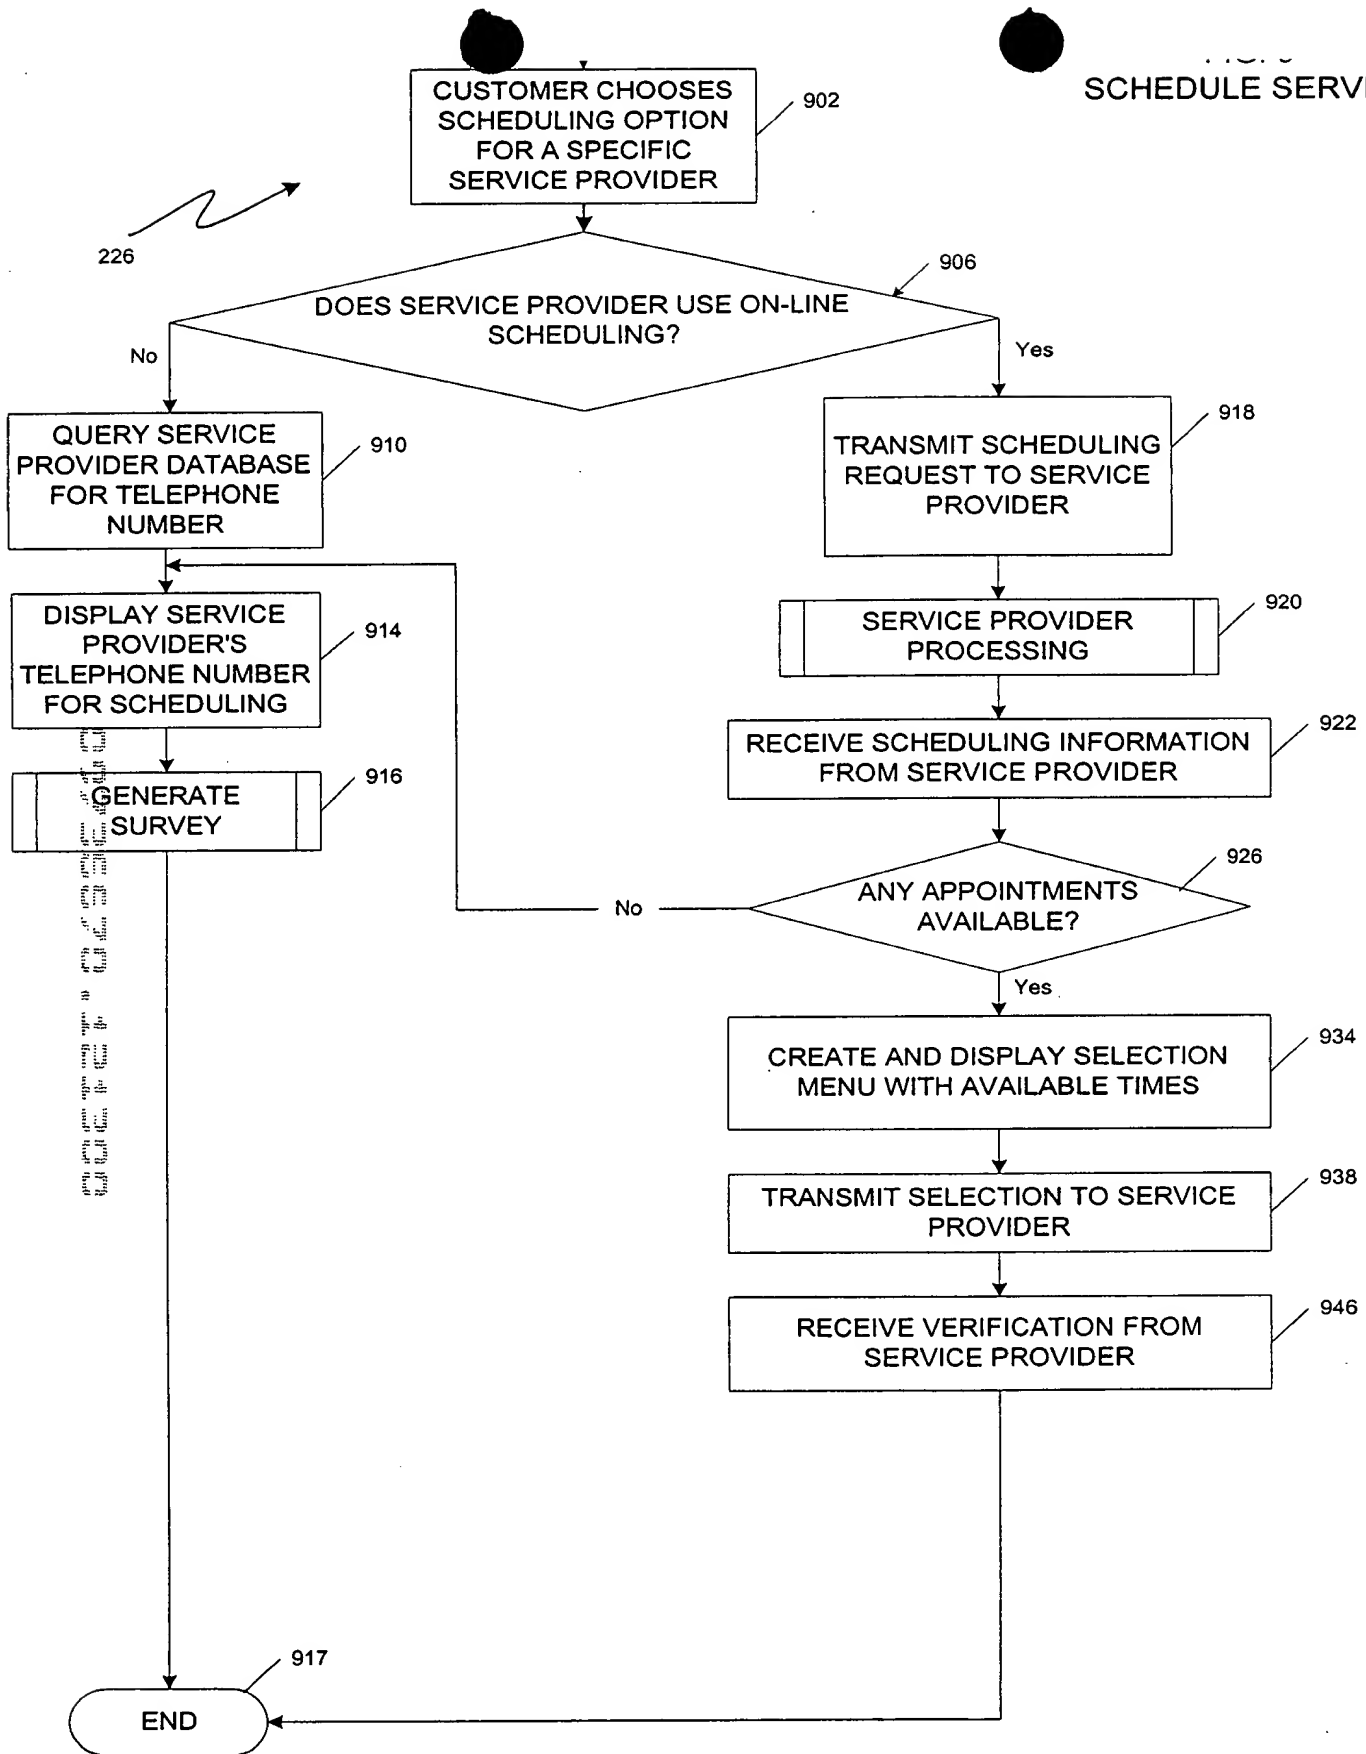 SCHEDULE SERVI
CUSTOMER CHOOSES
SCHEDULING OPTION
FOR A SPECIFIC
SERVICE PROVIDER
902
226
906
DOES SERVICE PROVIDER USE ON-LINE
SCHEDULING?
No
Yes
QUERY SERVICE
PROVIDER DATABASE
FOR TELEPHONE
NUMBER
910
TRANSMIT SCHEDULING
REQUEST TO SERVICE
PROVIDER
918
DISPLAY SERVICE
PROVIDER'S
TELEPHONE NUMBER
FOR SCHEDULING
914
SERVICE PROVIDER
PROCESSING
920
RECEIVE SCHEDULING INFORMATION
FROM SERVICE PROVIDER
922
GENERATE
SURVEY
916
ANY APPOINTMENTS
AVAILABLE?
926
No
Yes
CREATE AND DISPLAY SELECTION
MENU WITH AVAILABLE TIMES
934
TRANSMIT SELECTION TO SERVICE
PROVIDER
938
RECEIVE VERIFICATION FROM
SERVICE PROVIDER
946
917
END